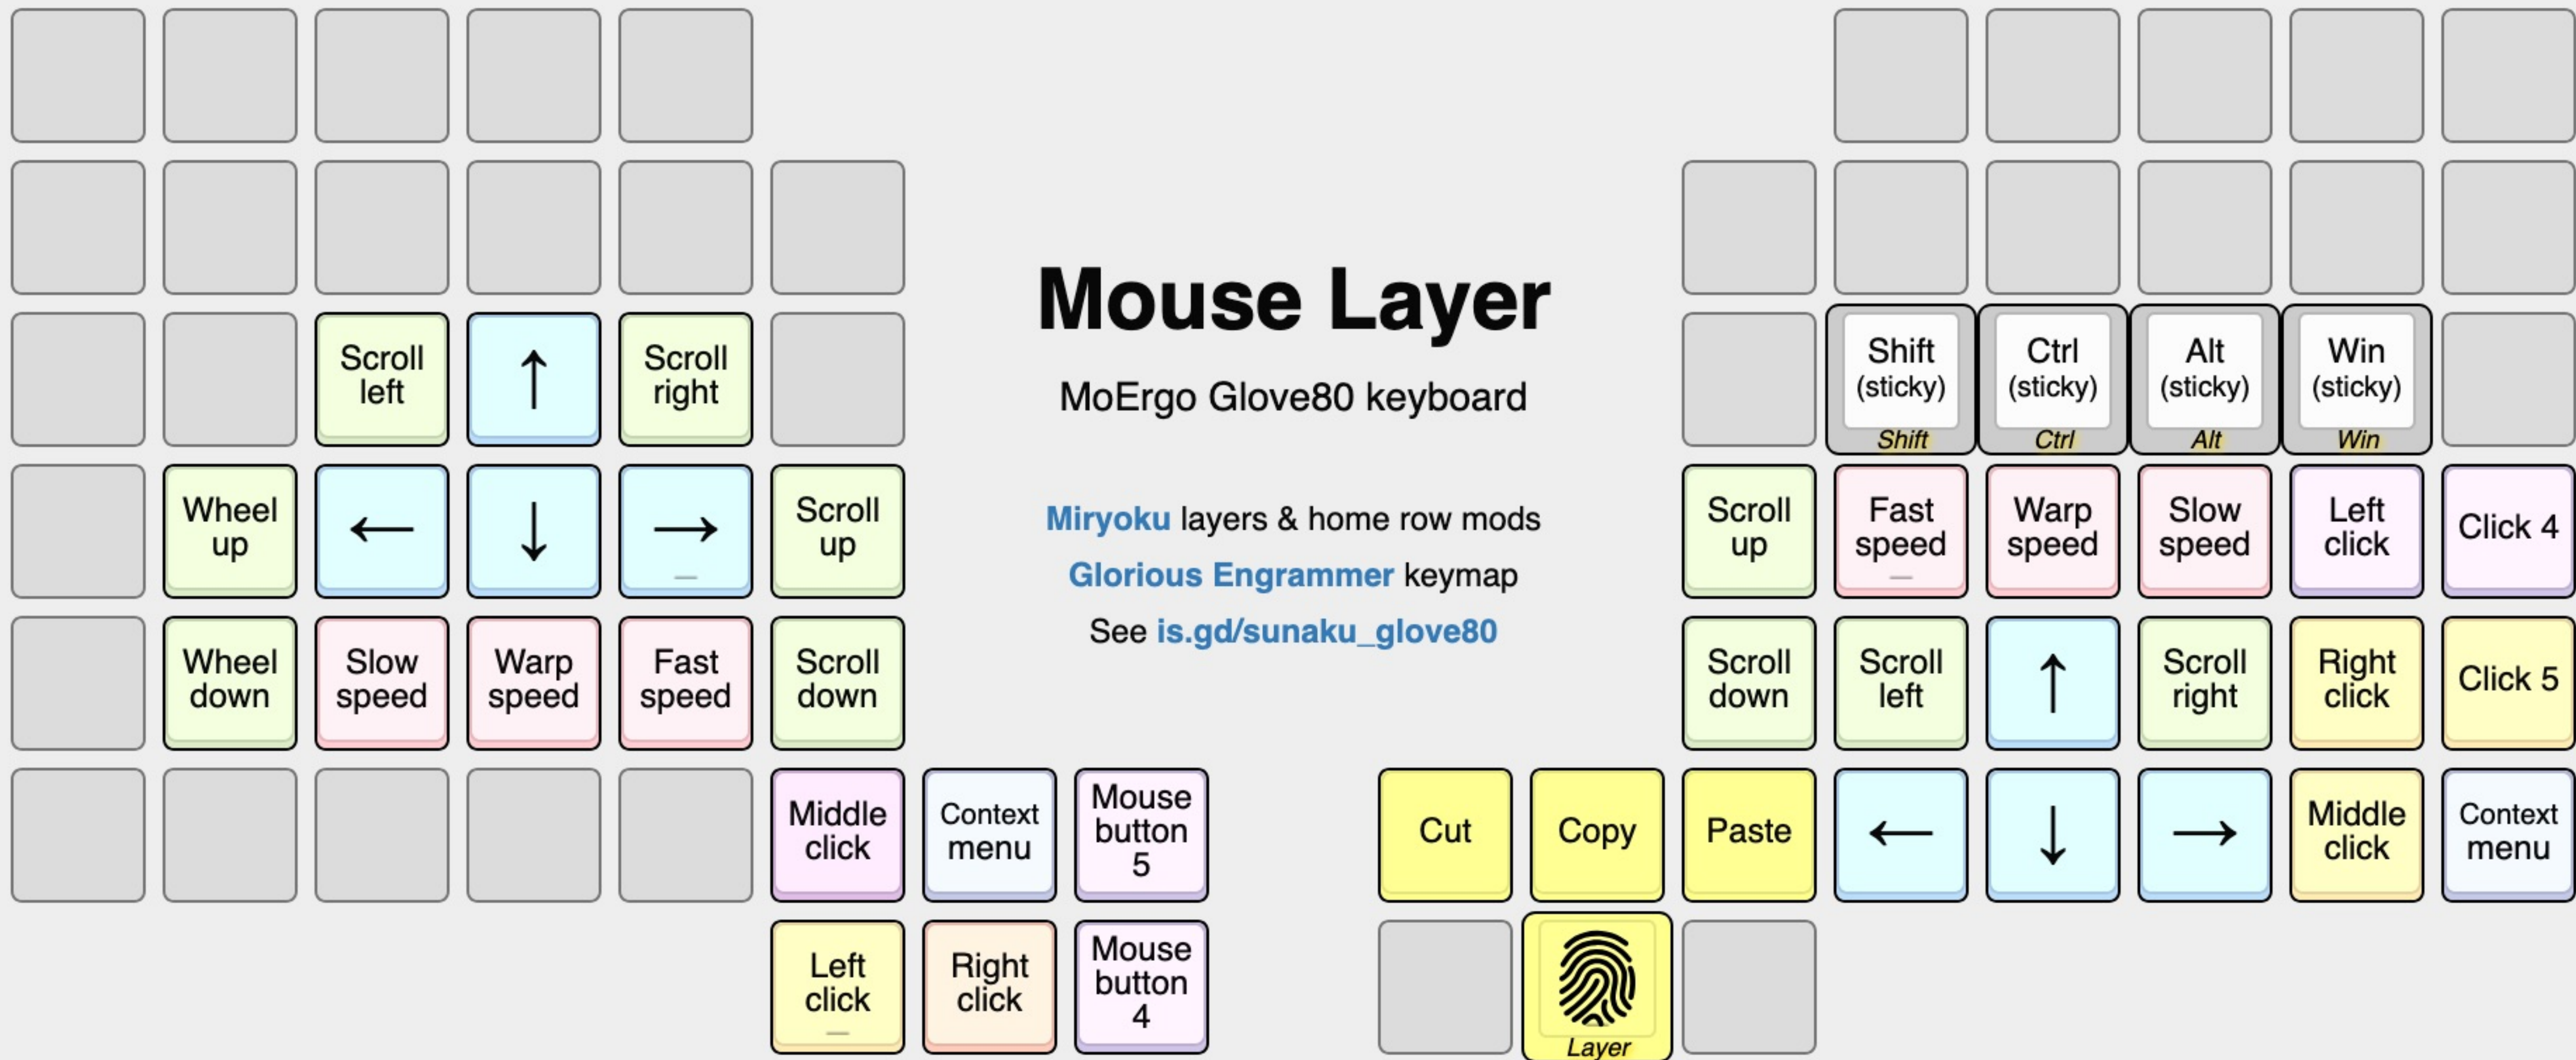 Mouse Layer
MoErgo Glove80 keyboard
Miryoku layers & home row mods
Glorious Engrammer keymap
See is.gd/sunaku_glove80
Scroll
left
↑
Scroll
right
Wheel
up
←
↓
→
Scroll
up
Wheel
down
Slow
speed
Warp
speed
Fast
speed
Scroll
down
Middle
click
Context
menu
Mouse
button
5
Left
click
Right
click
Mouse
button
4
Shift
(sticky)
Shift
Ctrl
(sticky)
Ctrl
Alt
(sticky)
Alt
Win
(sticky)
Win
Scroll
up
Fast
speed
Warp
speed
Slow
speed
Left
click
Click 4
Scroll
down
Scroll
left
↑
Scroll
right
Right
click
Click 5
Cut
Copy
Paste
←
↓
→
Middle
click
Context
menu
Layer